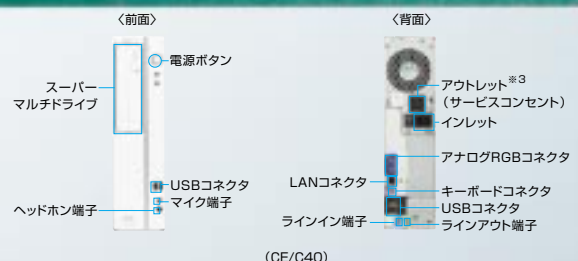 〈前面〉
電源ボタン
スーパー
マルチドライブ
USBコネクタ
マイク端子
ヘッドホン端子
〈背面〉
アウトレット※3
(サービスコンセント)
インレット
アナログRGBコネクタ
LANコネクタ
キーボードコネクタ
USBコネクタ
ラインイン端子
ラインアウト端子
(CE/C40)